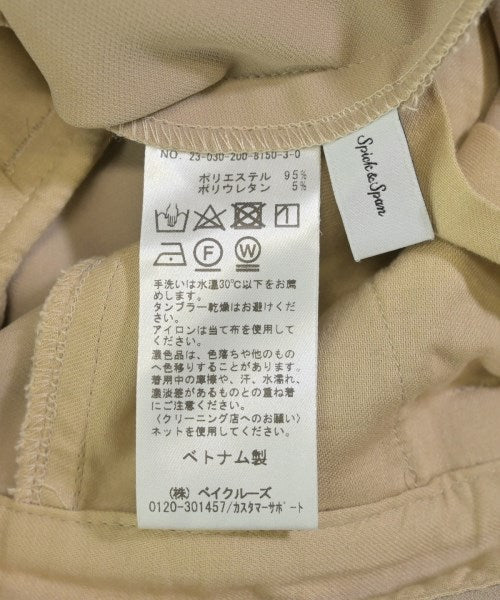 NO. 23-030-200-8150-3-0
ポリエステル 95%
ポリウレタン 5%
F W
手洗いは水温30℃以下をお薦
めします。
タンブラー乾燥はお避けくださ
い。
アイロンは当て布を使用してく
ださい。
濃色品は、色落ちや他のもの
へ色移りすることがあります。
着用中の摩擦や、汗、水濡れ、
濃淡差があるものとの重ね着
にご注意ください。
〈クリーニング店へのお願い〉
ネットを使用してください。
ベトナム製
(株) ベイクルーズ
0120-301457/カスタマーサポート
Spick & Span